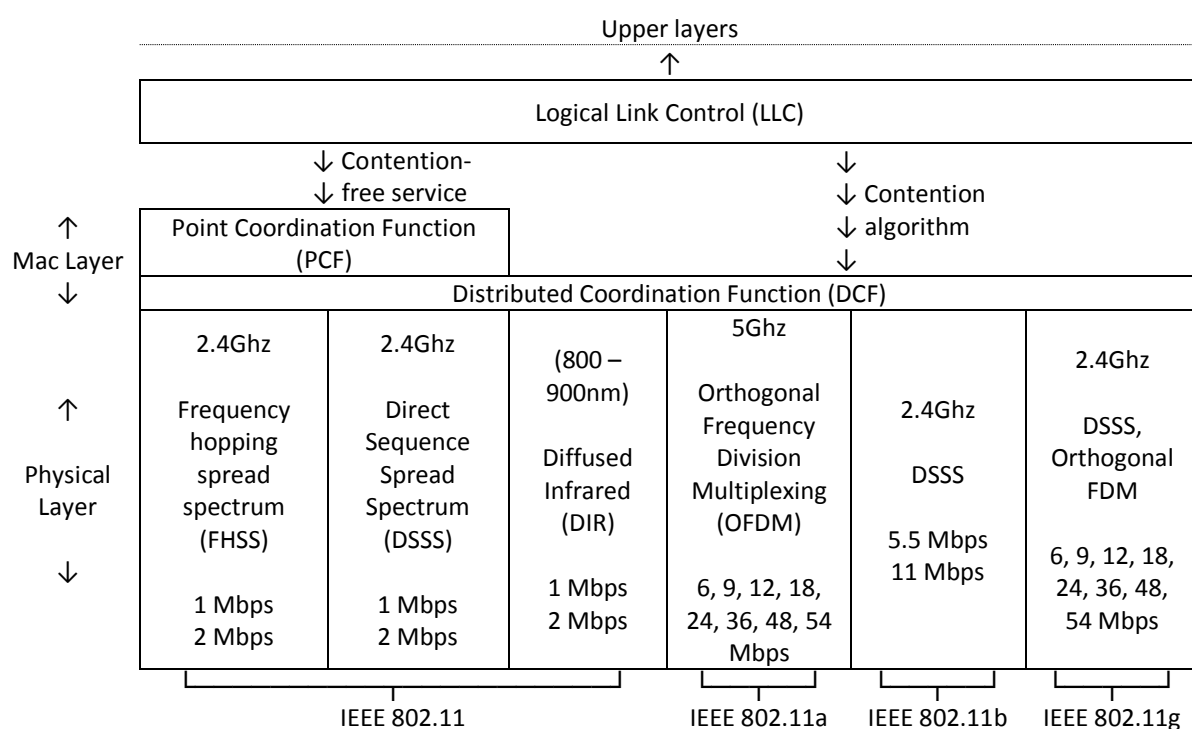 Upper layers
↑
Logical Link Control (LLC)
↓ Contention-
↓ free service
↓
↓ Contention
↓ algorithm
↓
Point Coordination Function
(PCF)
↑
Mac Layer
↓
Distributed Coordination Function (DCF)
↑
Physical
Layer
↓
2.4Ghz
Frequency
hopping
spread
spectrum
(FHSS)
1 Mbps
2 Mbps
2.4Ghz
Direct
Sequence
Spread
Spectrum
(DSSS)
1 Mbps
2 Mbps
(800 –
900nm)
Diffused
Infrared
(DIR)
1 Mbps
2 Mbps
5Ghz
Orthogonal
Frequency
Division
Multiplexing
(OFDM)
6, 9, 12, 18,
24, 36, 48, 54
Mbps
2.4Ghz
DSSS
5.5 Mbps
11 Mbps
2.4Ghz
DSSS,
Orthogonal
FDM
6, 9, 12, 18,
24, 36, 48,
54 Mbps
IEEE 802.11
IEEE 802.11a
IEEE 802.11b
IEEE 802.11g